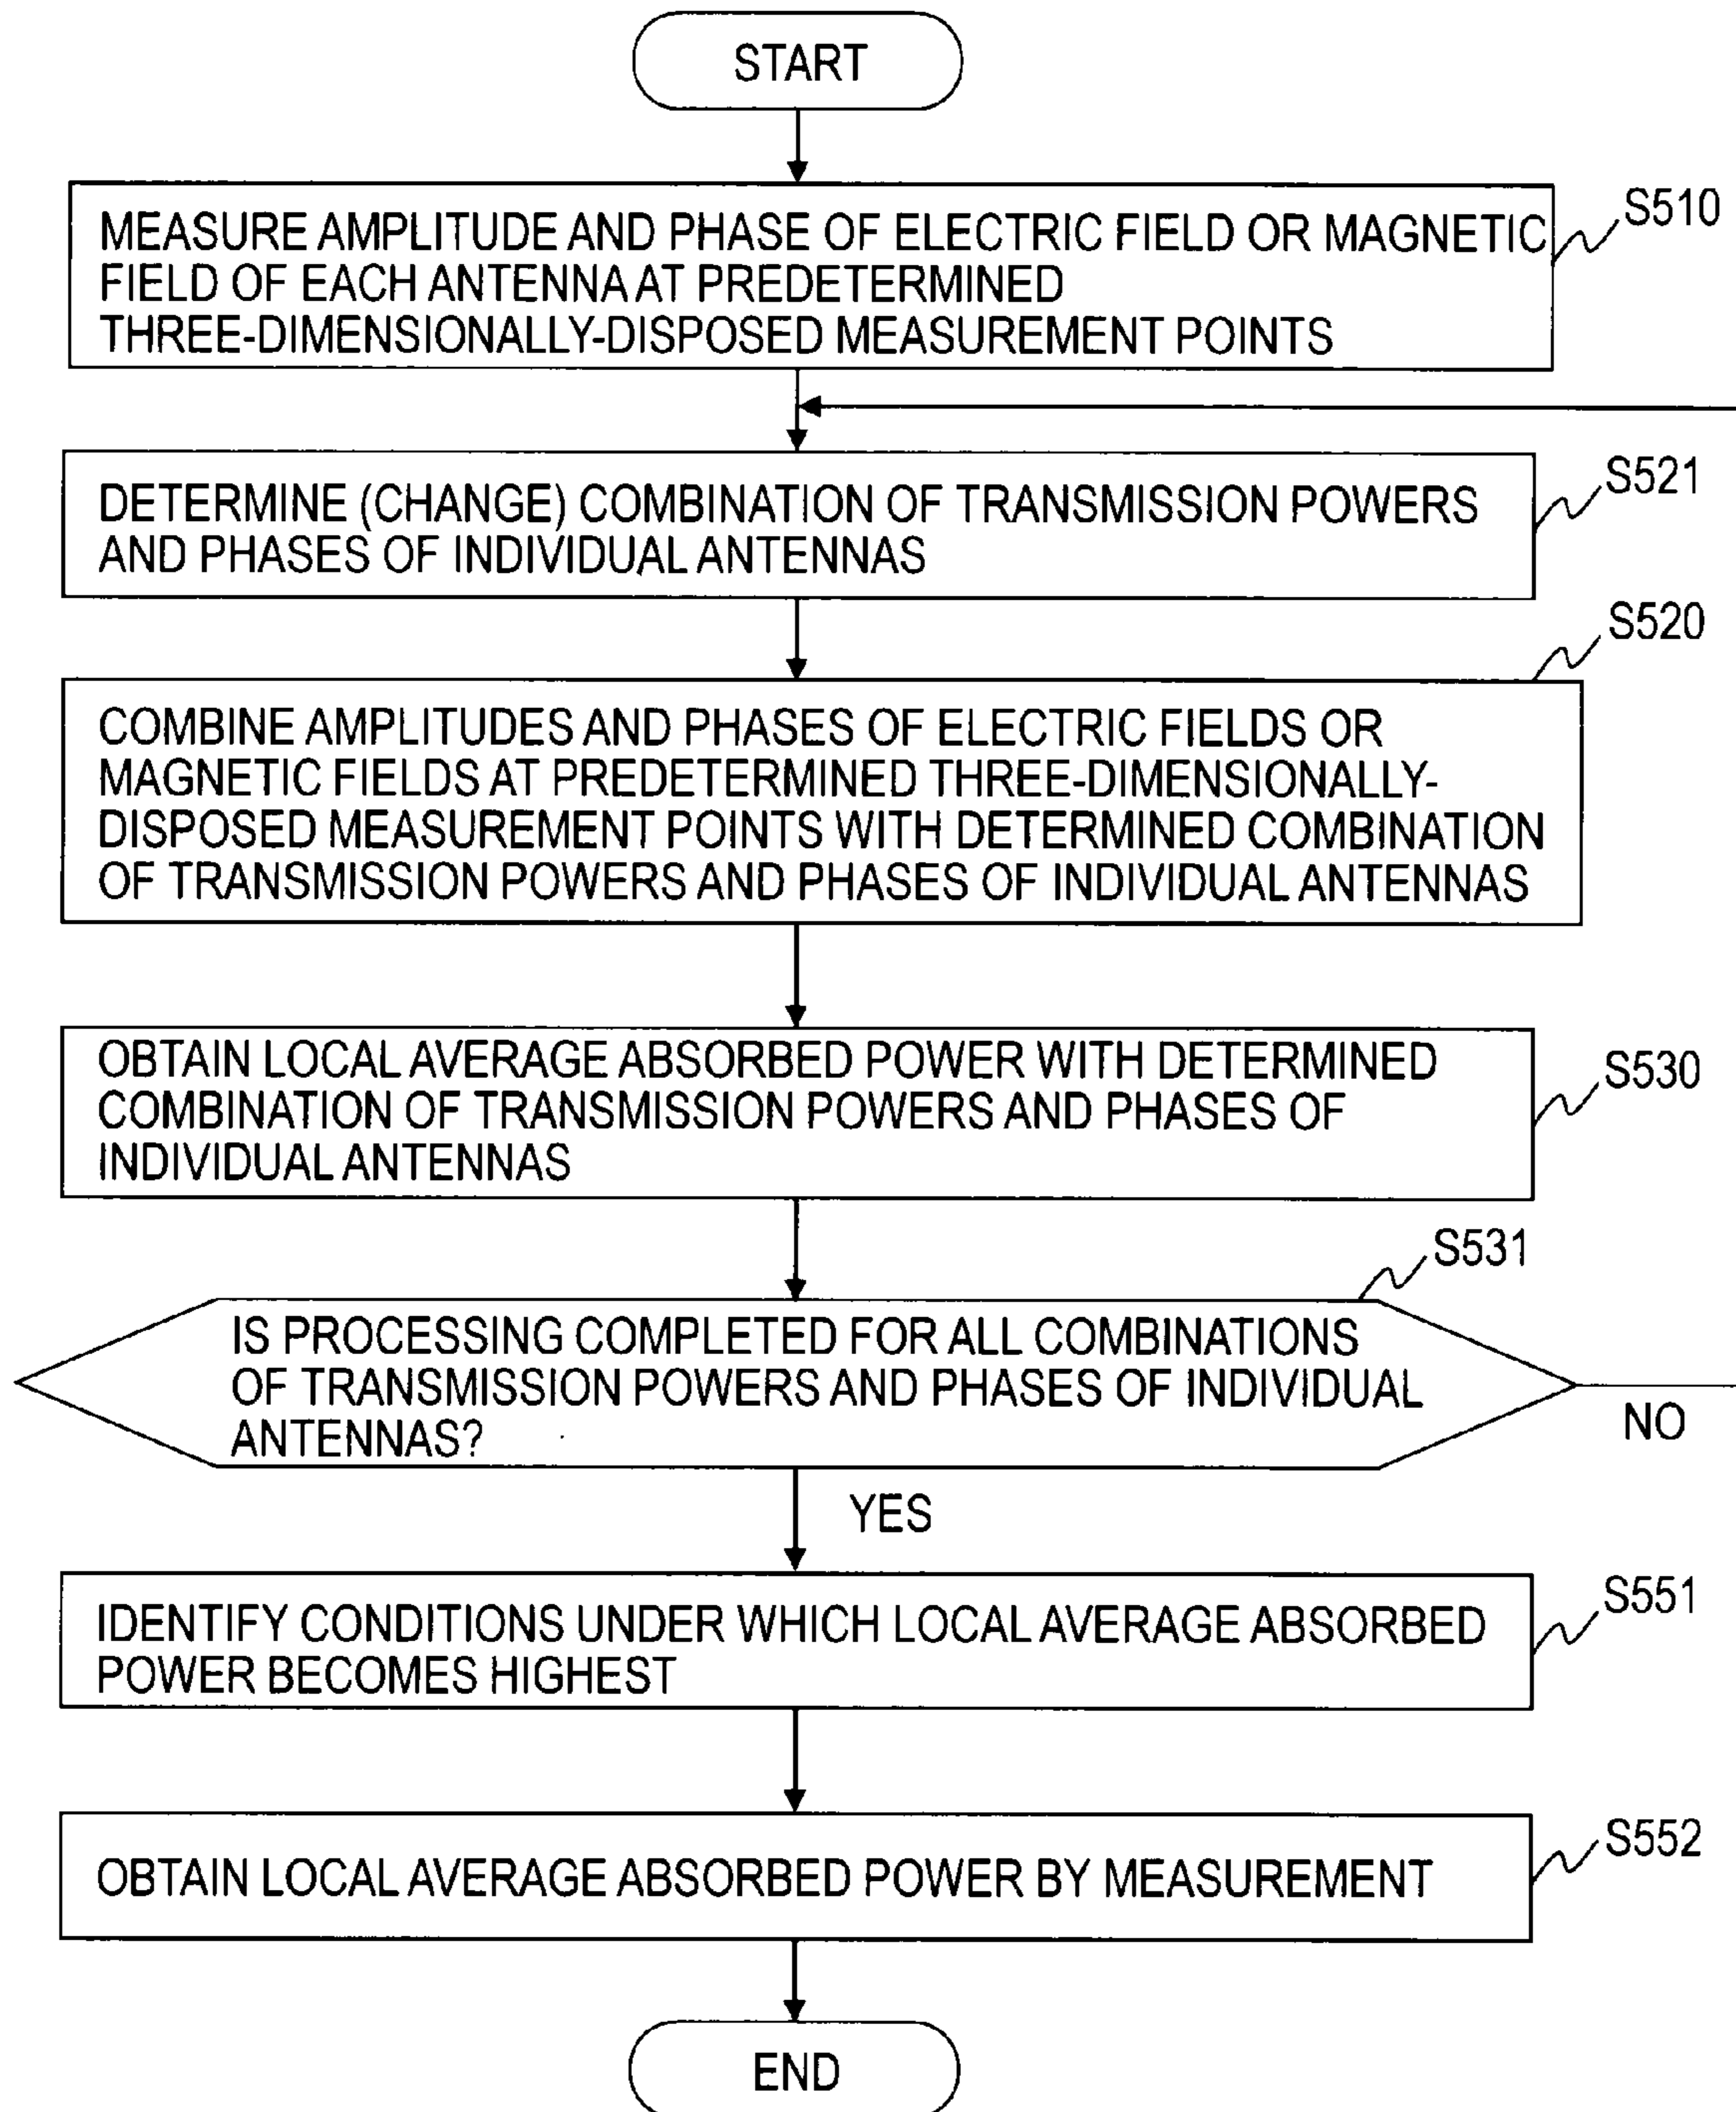 START
MEASURE AMPLITUDE AND PHASE OF ELECTRIC FIELD OR MAGNETIC
FIELD OF EACH ANTENNA AT PREDETERMINED
THREE-DIMENSIONALLY-DISPOSED MEASUREMENT POINTS
S510
DETERMINE (CHANGE) COMBINATION OF TRANSMISSION POWERS
AND PHASES OF INDIVIDUAL ANTENNAS
S521
S520
COMBINE AMPLITUDES AND PHASES OF ELECTRIC FIELDS OR
MAGNETIC FIELDS AT PREDETERMINED THREE-DIMENSIONALLY-
DISPOSED MEASUREMENT POINTS WITH DETERMINED COMBINATION
OF TRANSMISSION POWERS AND PHASES OF INDIVIDUAL ANTENNAS
OBTAIN LOCAL AVERAGE ABSORBED POWER WITH DETERMINED
COMBINATION OF TRANSMISSION POWERS AND PHASES OF
INDIVIDUAL ANTENNAS
S530
S531
IS PROCESSING COMPLETED FOR ALL COMBINATIONS
OF TRANSMISSION POWERS AND PHASES OF INDIVIDUAL
ANTENNAS?
NO
YES
IDENTIFY CONDITIONS UNDER WHICH LOCAL AVERAGE ABSORBED
POWER BECOMES HIGHEST
S551
OBTAIN LOCAL AVERAGE ABSORBED POWER BY MEASUREMENT
S552
END